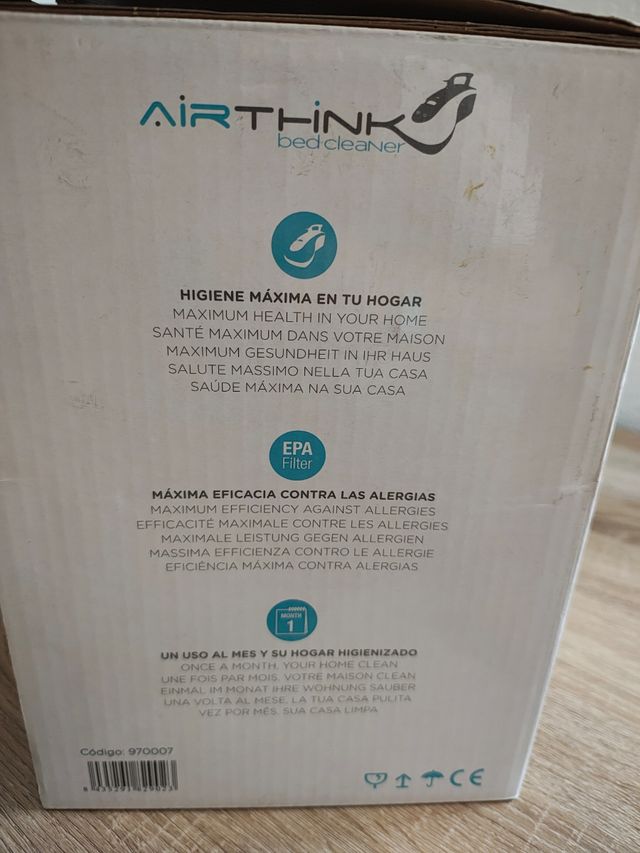 AiRTHiNK
bed cleaner
HIGIENE MÁXIMA EN TU HOGAR
MAXIMUM HEALTH IN YOUR HOME
SANTÉ MAXIMUM DANS VOTRE MAISON
MAXIMUM GESUNDHEIT IN IHR HAUS
SALUTE MASSIMO NELLA TUA CASA
SAÚDE MÁXIMA NA SUA CASA
EPA
Filter
MÁXIMA EFICACIA CONTRA LAS ALERGIAS
MAXIMUM EFFICIENCY AGAINST ALLERGIES
EFFICACITÉ MAXIMALE CONTRE LES ALLERGIES
MAXIMALE LEISTUNG GEGEN ALLERGIEN
MASSIMA EFFICIENZA CONTRO LE ALLERGIE
EFICIÊNCIA MÁXIMA CONTRA ALERGIAS
MONTH
1
UN USO AL MES Y SU HOGAR HIGIENIZADO
ONCE A MONTH, YOUR HOME CLEAN
UNE FOIS PAR MOIS, VOTRE MAISON CLEAN
EINMAL IM MONAT IHRE WOHNUNG SAUBER
UNA VOLTA AL MESE, LA TUA CASA PULITA
VEZ POR MÊS, SUA CASA LIMPA
Código: 970007
CE